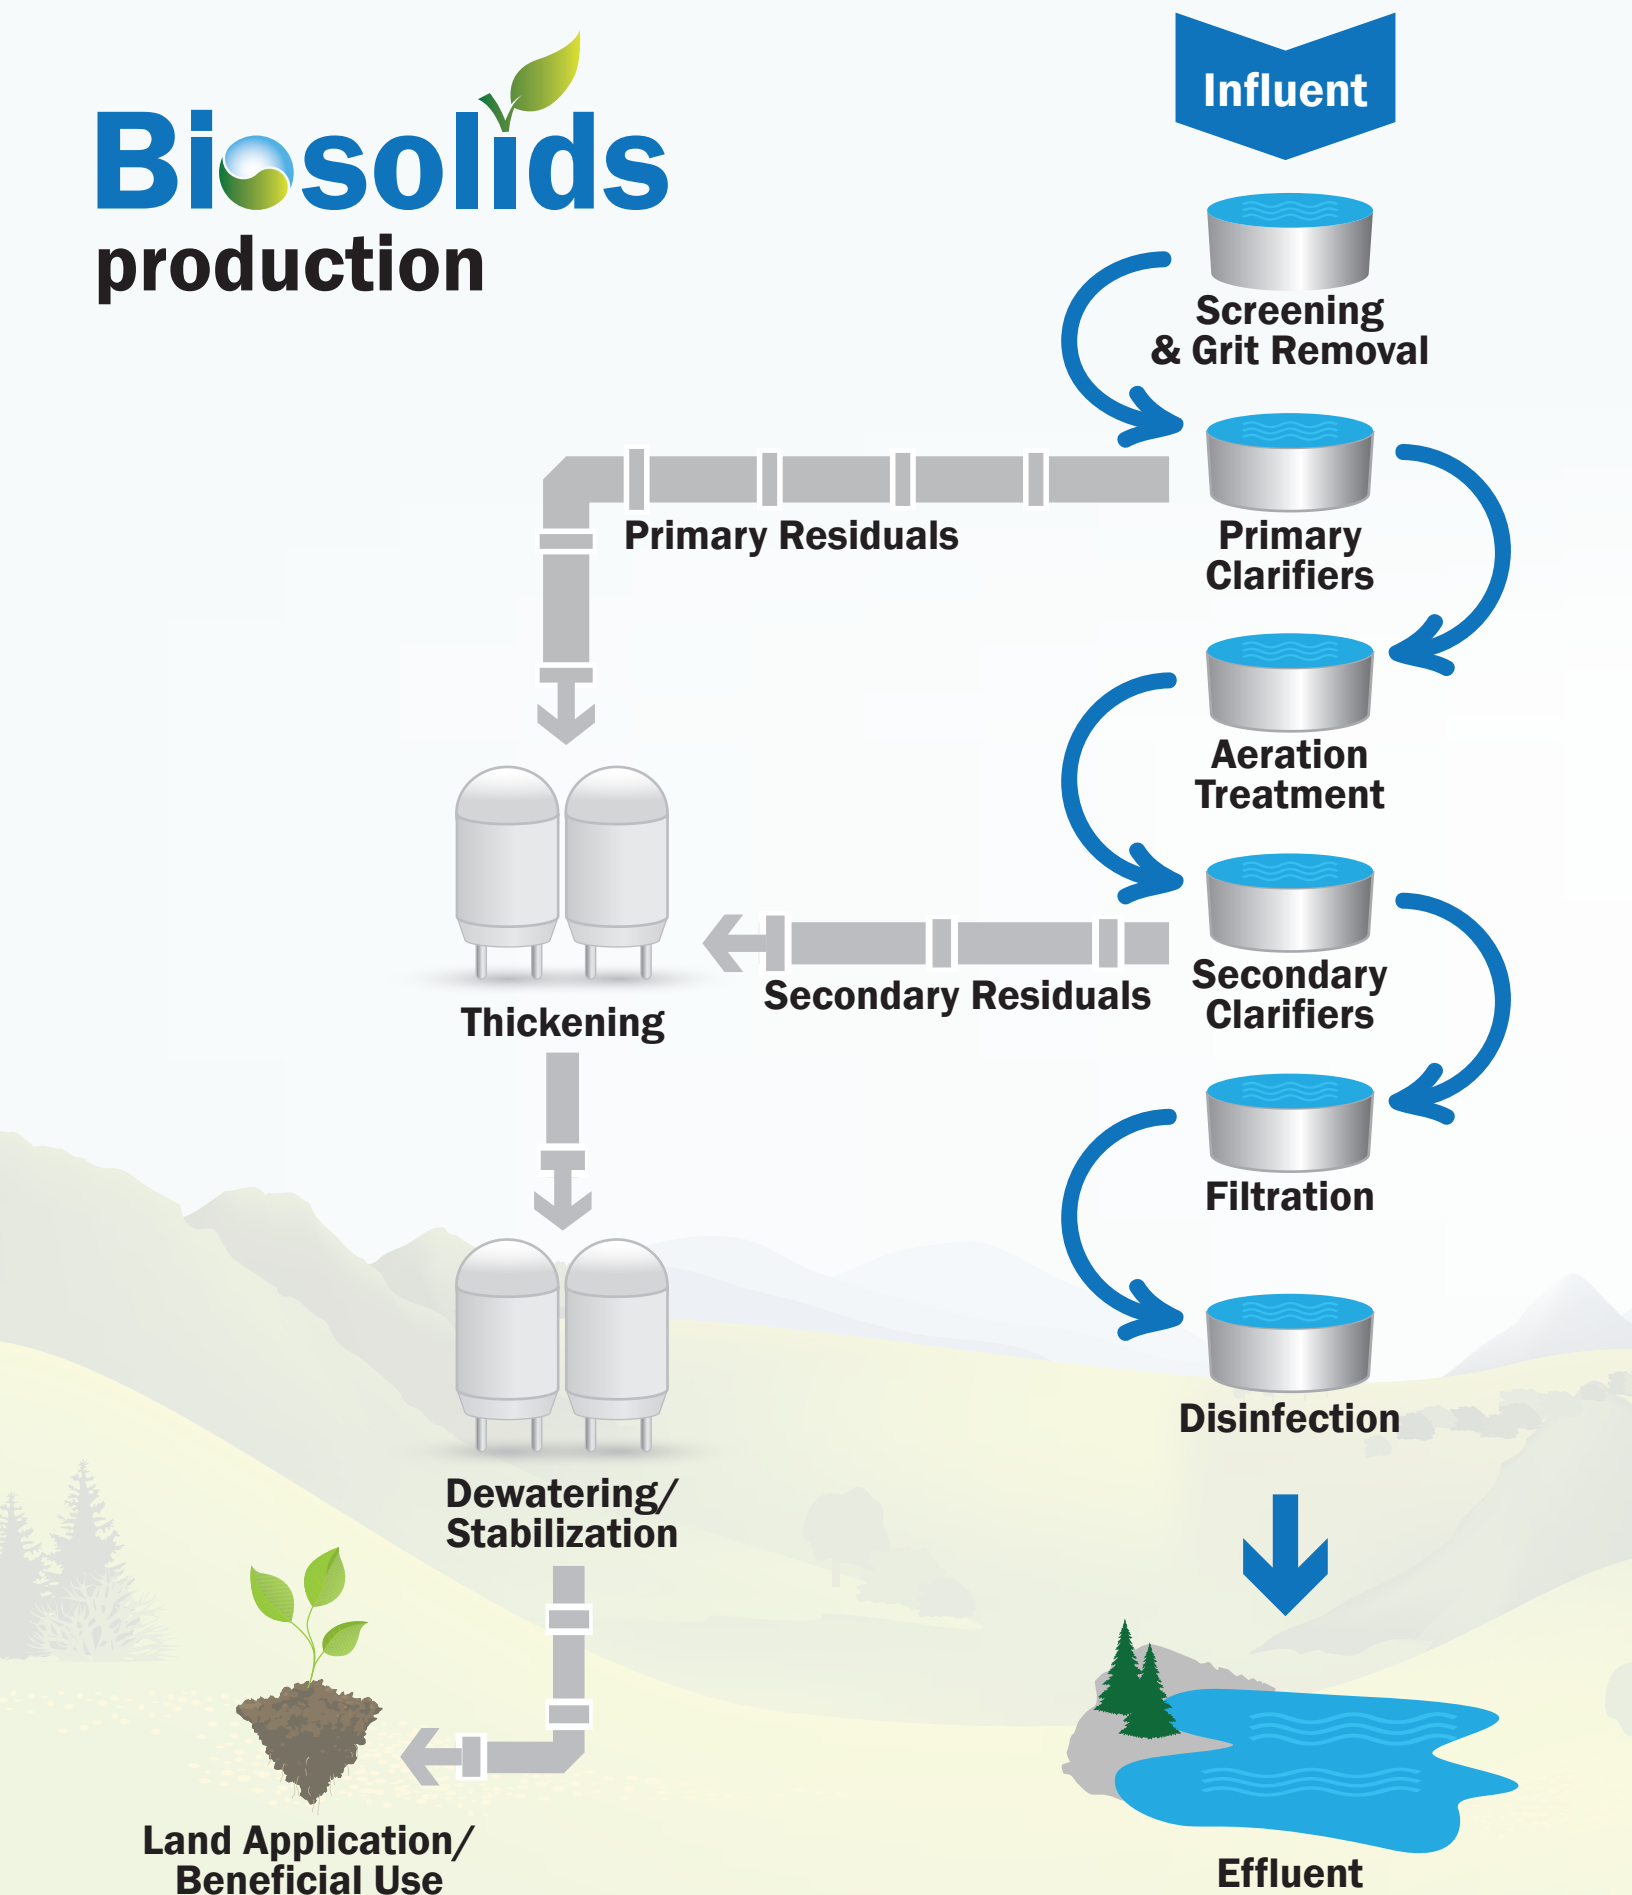 Biosolids
production
Influent
Screening
& Grit Removal
Primary Residuals
Primary
Clarifiers
Aeration
Treatment
Secondary Residuals
Secondary
Clarifiers
Thickening
Filtration
Disinfection
Dewatering/
Stabilization
Land Application/
Beneficial Use
Effluent